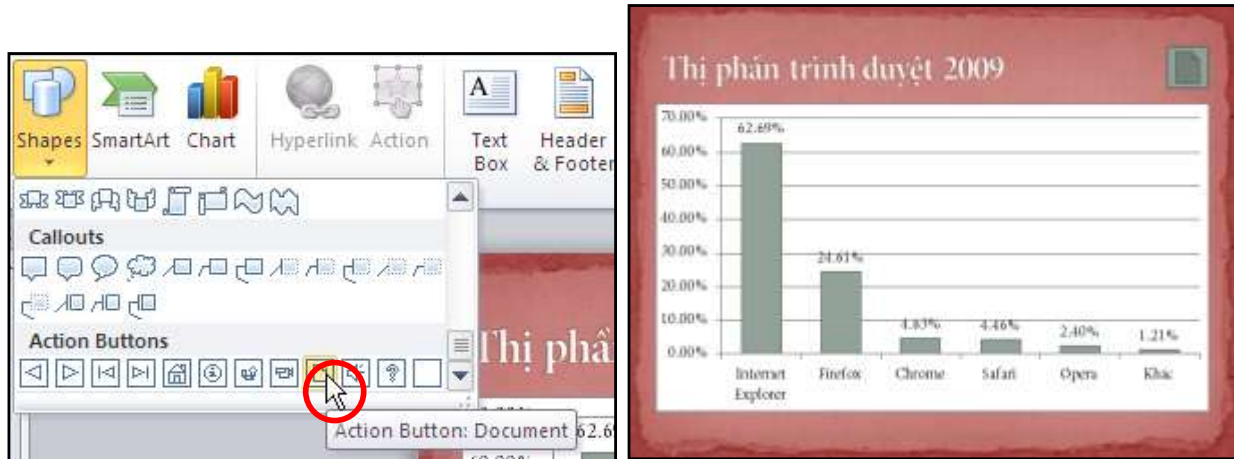 Shapes SmartArt Chart Hyperlink Action Text Box Header & Footer
Callouts
Action Buttons
Thị phầ
Action Button: Document
62.6
Thị phần trình duyệt 2009
70.00%
60.00%
50.00%
40.00%
30.00%
20.00%
10.00%
0.00%
62.69%
24.61%
4.63%
4.46%
2.40%
1.21%
Internet Explorer
Firefox
Chrome
Safari
Opera
Khác